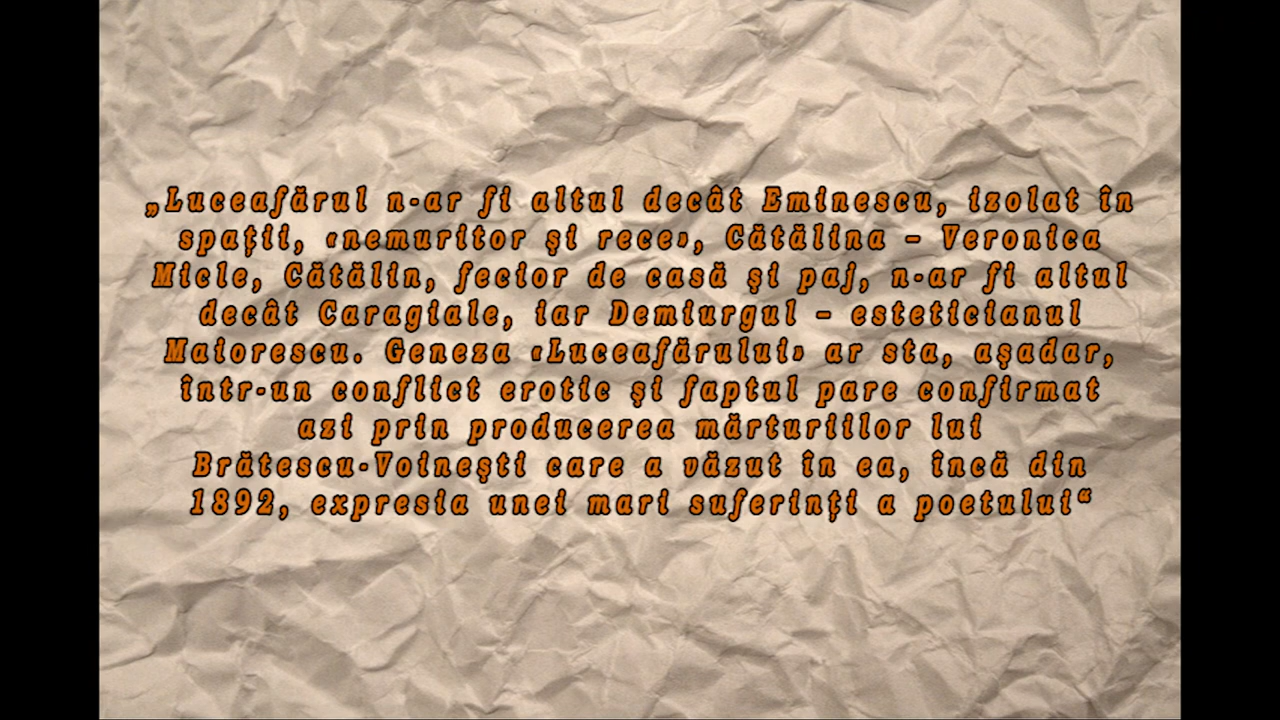 „Luceafărul n-ar fi altul decât Eminescu, izolat în
spaţii, «nemuritor şi rece», Cătălina – Veronica
Micle, Cătălin, fecior de casă şi paj, n-ar fi altul
decât Caragiale, iar Demiurgul – esteticianul
Maiorescu. Geneza «Luceafărului» ar sta, aşadar,
într-un conflict erotic şi faptul pare confirmat
azi prin producerea mărturiilor lui
Brătescu-Voineşti care a văzut în ea, încă din
1892, expresia unei mari suferinţi a poetului“